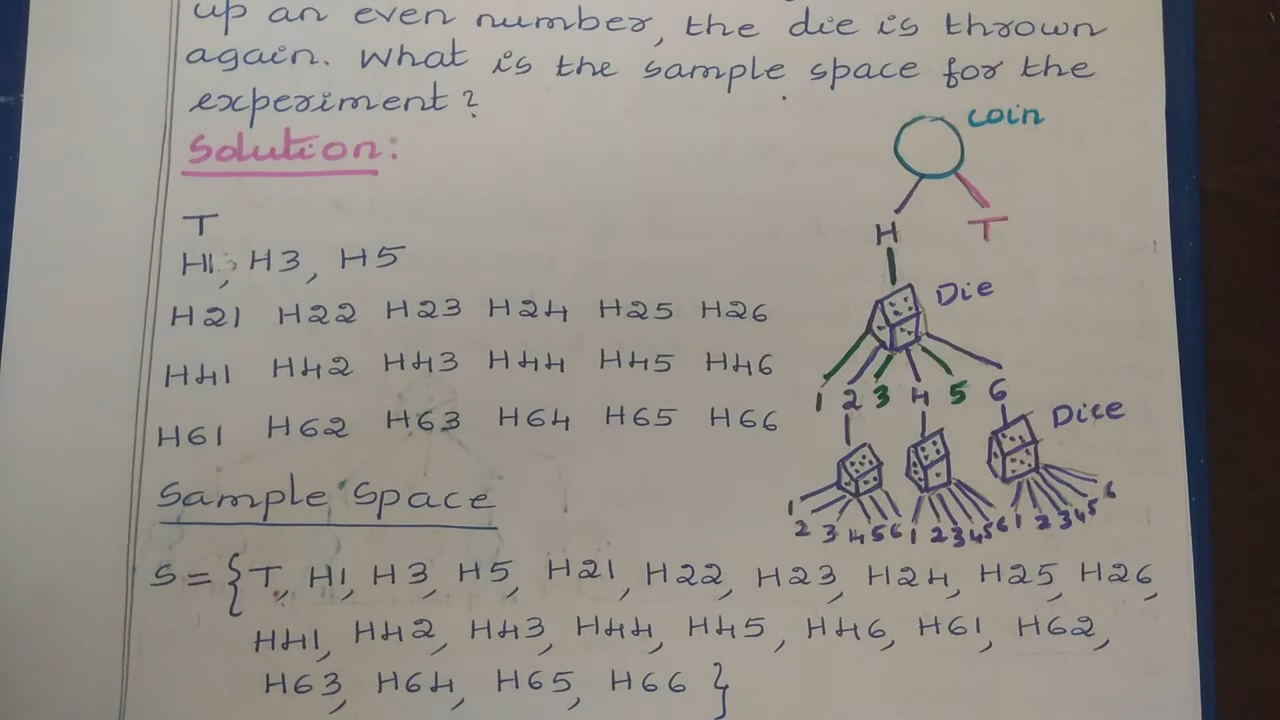 up an even number, the die is thrown
again. What is the sample space for the
experiment?
Solution:
T
H1, H3, H5
H21 H22 H23 H24 H25 H26
H41 H42 H43 H44 H45 H46
H61 H62 H63 H64 H65 H66
Sample Space
S = {T, H1, H3, H5, H21, H22, H23, H24, H25, H26,
H41, H42, H43, H44, H45, H46, H61, H62,
H63, H64, H65, H66 }
coin
H T
Die
1 2 3 4 5 6
Dice
1 2 3 4 5 6 1 2 3 4 5 6 1 2 3 4 5 6